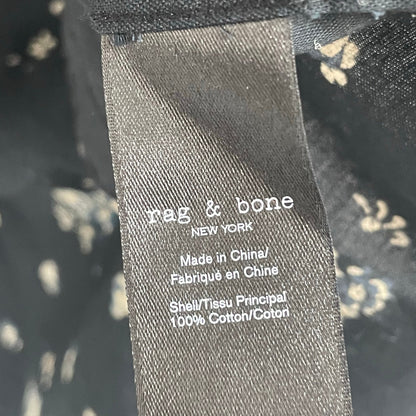 rag & bone
NEW YORK
Made in China/
Fabriqué en Chine
Shell/Tissu Principal
100% Cotton/Coton